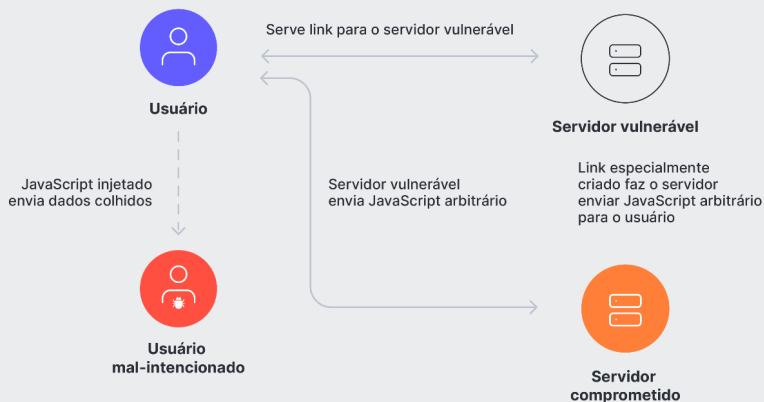 Serve link para o servidor vulnerável
Usuário
Servidor vulnerável
JavaScript injetado
envia dados colhidos
Servidor vulnerável
envia JavaScript arbitrário
Link especialmente
criado faz o servidor
enviar JavaScript arbitrário
para o usuário
Usuário
mal-intencionado
Servidor
comprometido